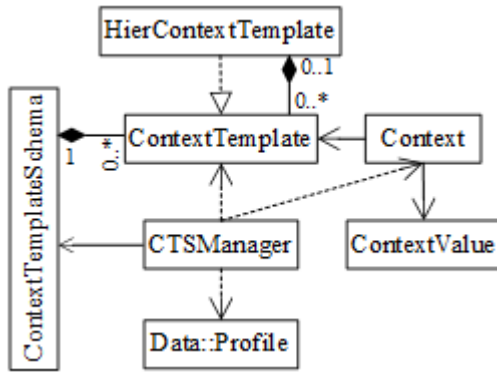 HierContextTemplate
0..1
0..*
ContextTemplateSchema
1
0..*
ContextTemplate
Context
CTSManager
ContextValue
Data::Profile